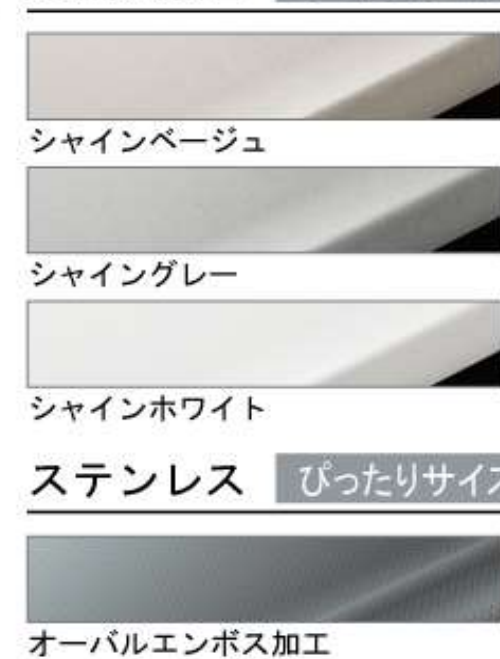 シャインベージュ
シャイングレー
シャインホワイト
ステンレス ぴったりサイズ
オーバルエンボス加工